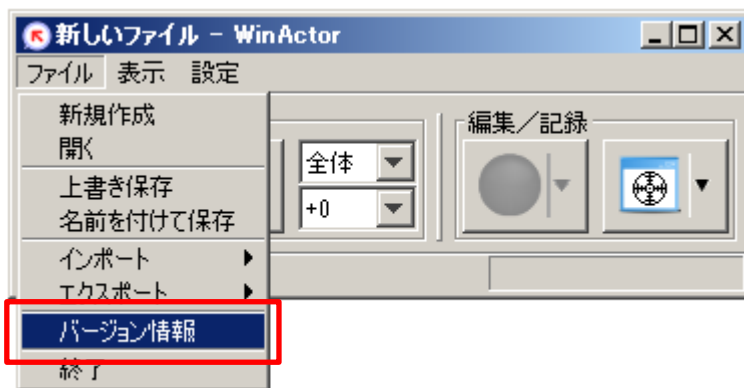 新しいファイル - WinActor
ファイル 表示 設定
新規作成
開く
上書き保存
名前を付けて保存
インポート
エクスポート
バージョン情報
終了
全体
+0
編集／記録